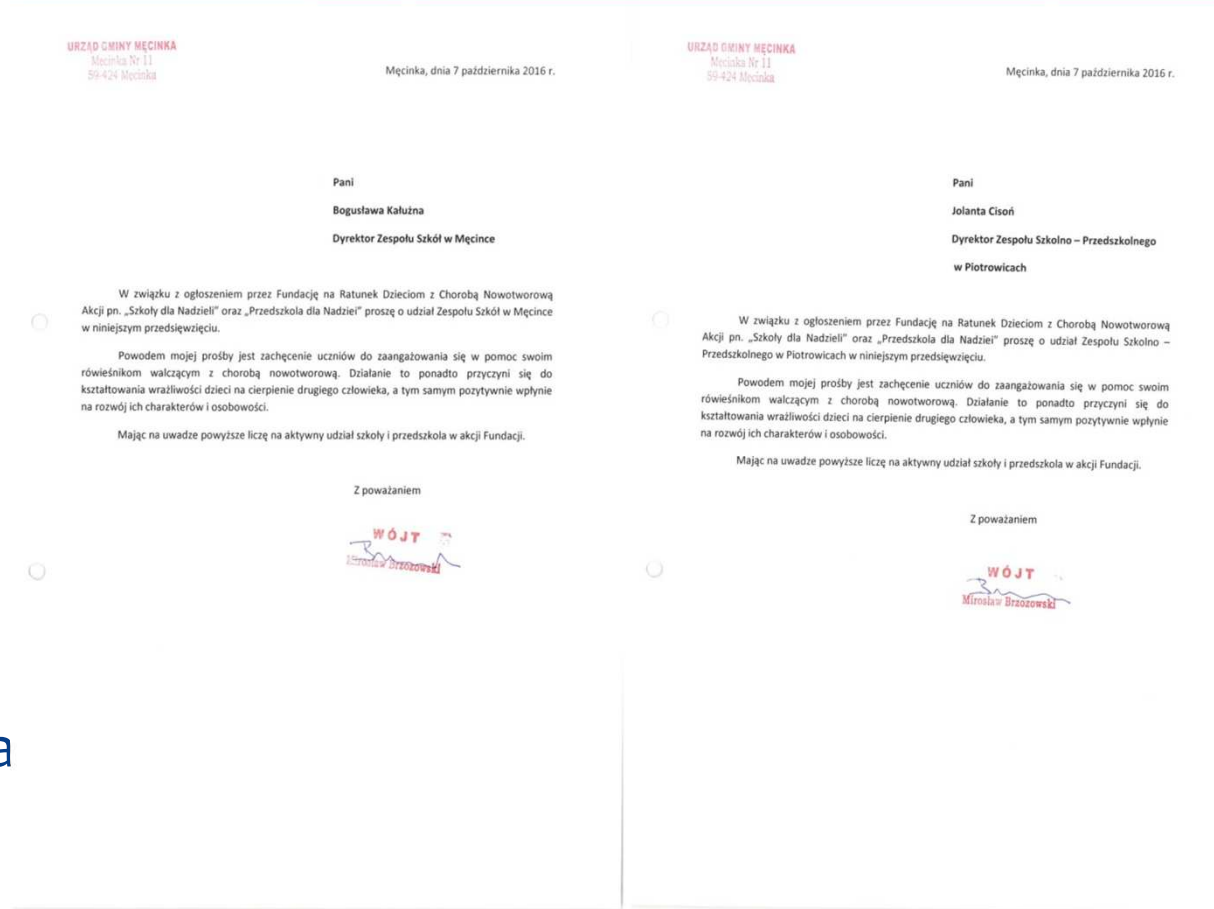 URZĄD GMINY MĘCINKA
Męcinka Nr 11
59-424 Męcinka
Męcinka, dnia 7 października 2016 r.
Pani
Bogusława Kałużna
Dyrektor Zespołu Szkół w Męcince
W związku z ogłoszeniem przez Fundację na Ratunek Dzieciom z Chorobą Nowotworową
Akcji pn. „Szkoły dla Nadzieli” oraz „Przedszkola dla Nadziei” proszę o udział Zespołu Szkół w Męcince
w niniejszym przedsięwzięciu.
Powodem mojej prośby jest zachęcenie uczniów do zaangażowania się w pomoc swoim
rówieśnikom walczącym z chorobą nowotworową. Działanie to ponadto przyczyni się do
kształtowania wrażliwości dzieci na cierpienie drugiego człowieka, a tym samym pozytywnie wpłynie
na rozwój ich charakterów i osobowości.
Mając na uwadze powyższe liczę na aktywny udział szkoły i przedszkola w akcji Fundacji.
Z poważaniem
WÓJT
Mirosław Brzozowski
a
URZĄD GMINY MĘCINKA
Męcinka Nr 11
59-424 Męcinka
Męcinka, dnia 7 października 2016 r.
Pani
Jolanta Cisoń
Dyrektor Zespołu Szkolno – Przedszkolnego
w Piotrowicach
W związku z ogłoszeniem przez Fundację na Ratunek Dzieciom z Chorobą Nowotworową
Akcji pn. „Szkoły dla Nadzieli” oraz „Przedszkola dla Nadziei” proszę o udział Zespołu Szkolno –
Przedszkolnego w Piotrowicach w niniejszym przedsięwzięciu.
Powodem mojej prośby jest zachęcenie uczniów do zaangażowania się w pomoc swoim
rówieśnikom walczącym z chorobą nowotworową. Działanie to ponadto przyczyni się do
kształtowania wrażliwości dzieci na cierpienie drugiego człowieka, a tym samym pozytywnie wpłynie
na rozwój ich charakterów i osobowości.
Mając na uwadze powyższe liczę na aktywny udział szkoły i przedszkola w akcji Fundacji.
Z poważaniem
WÓJT
Mirosław Brzozowski